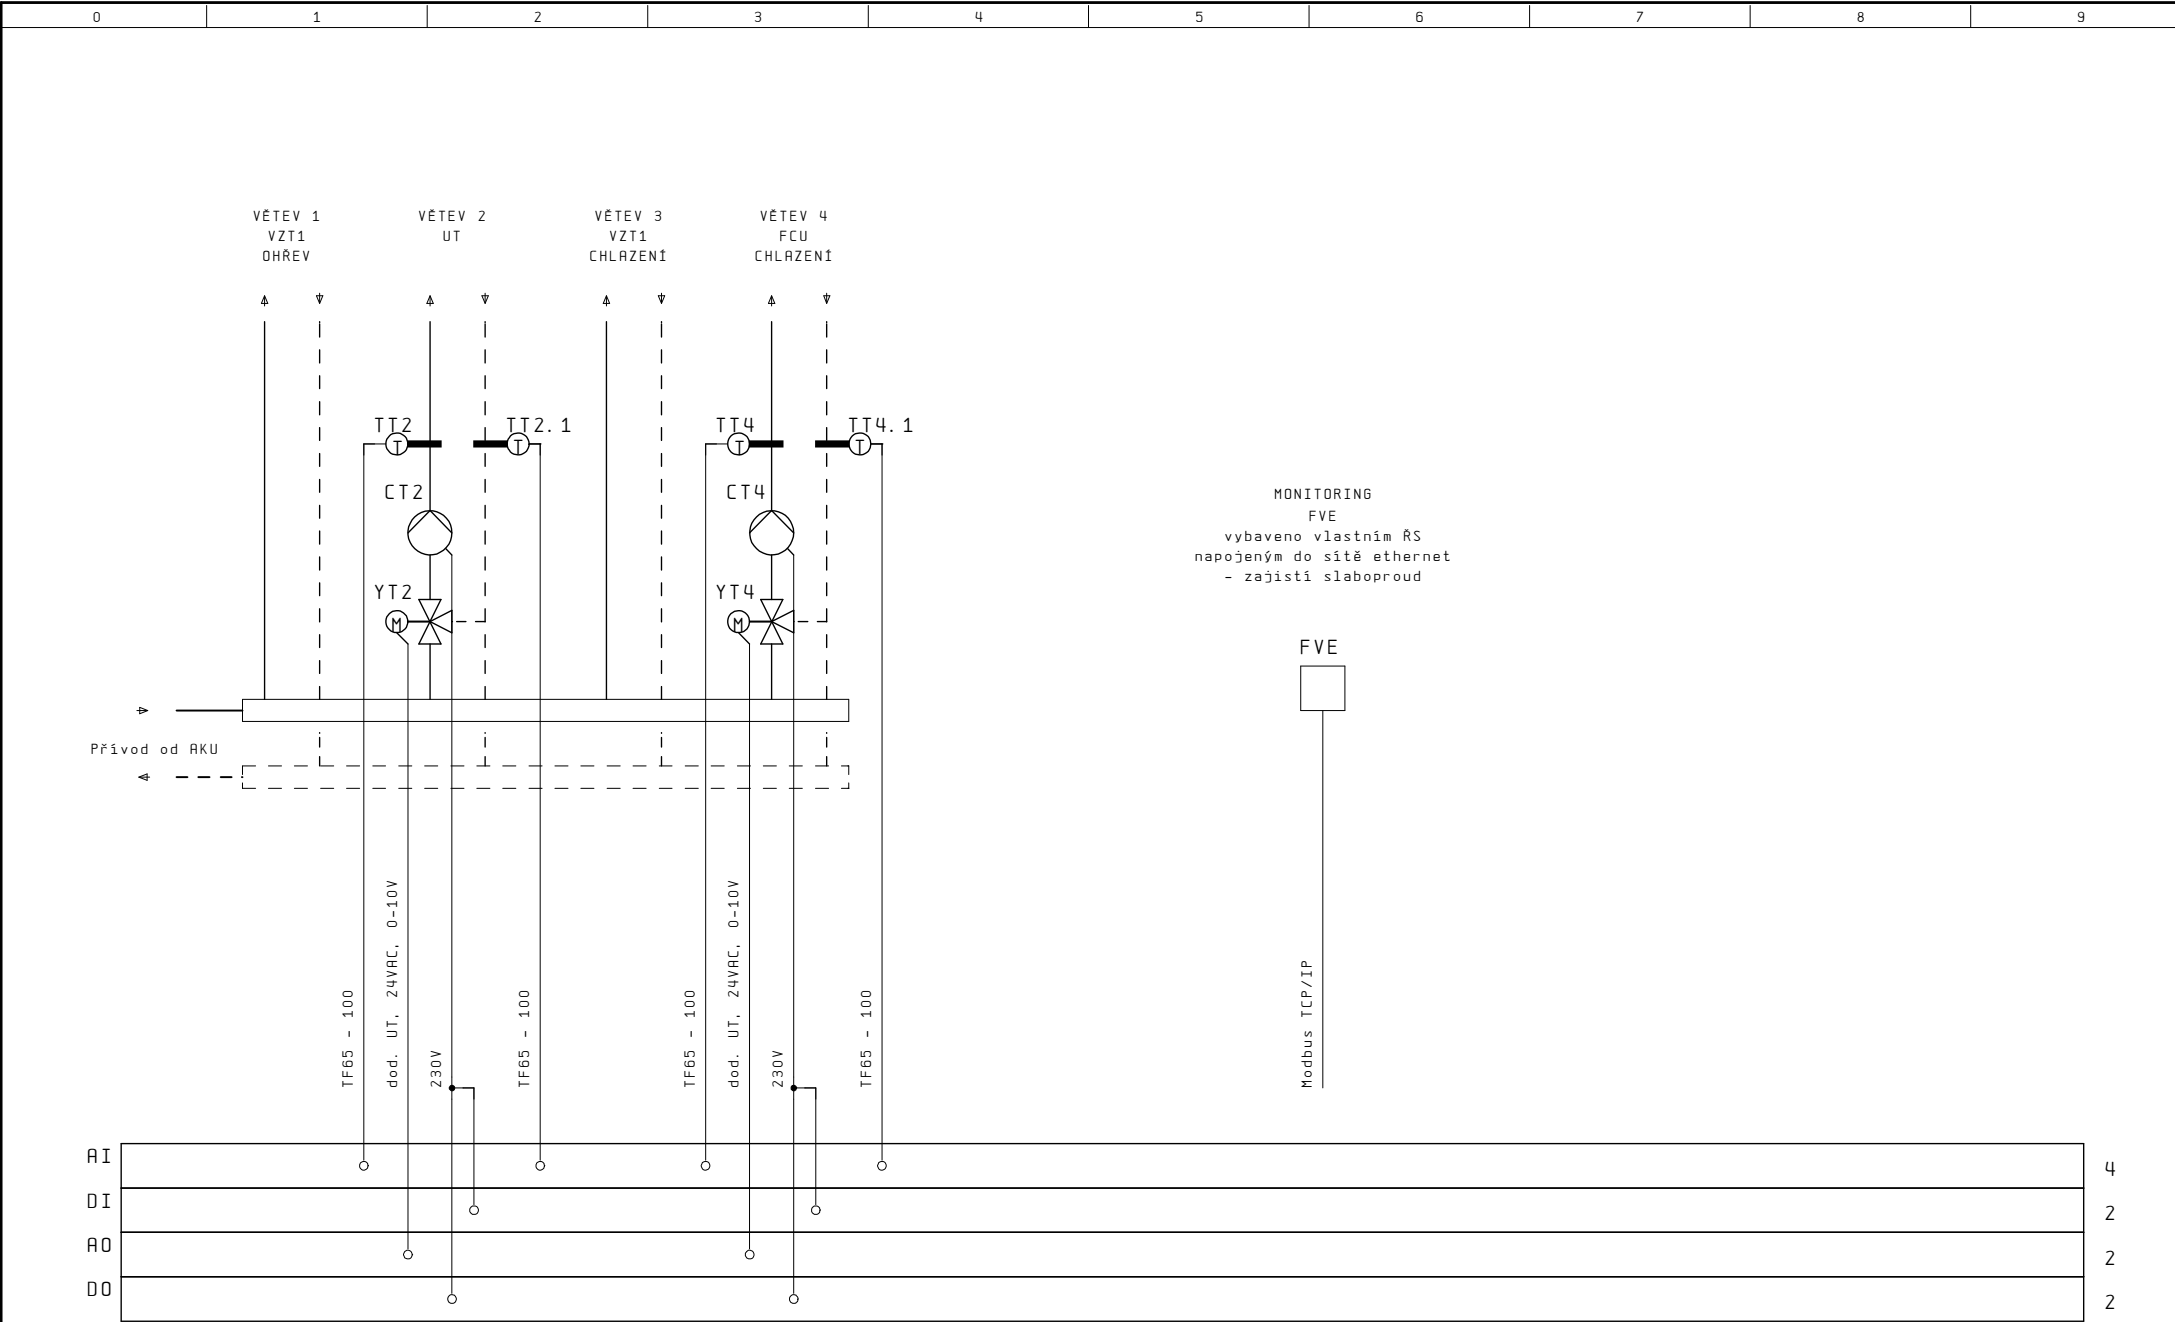 0 1 2 3 4 5 6 7 8 9
VĚTEV 1
VZT1
OHŘEV
VĚTEV 2
UT
VĚTEV 3
VZT1
CHLAZENÍ
VĚTEV 4
FCU
CHLAZENÍ
TT2
TT2.1
TT4
TT4.1
T
T
T
T
CT2
CT4
YT2
YT4
M
M
MONITORING
FVE
vybaveno vlastním ŘS
napojeným do sítě ethernet
- zajistí slaboproud
FVE
Přívod od AKU
TF65 - 100
dod. UT, 24VAC, 0-10V
230V
TF65 - 100
TF65 - 100
dod. UT, 24VAC, 0-10V
230V
TF65 - 100
Modbus TCP/IP
AI 4
DI 2
AO 2
DO 2